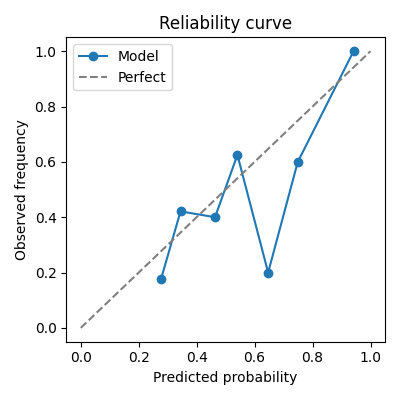 Reliability curve
Model
Perfect
Observed frequency
1.0
0.8
0.6
0.4
0.2
0.0
0.0 0.2 0.4 0.6 0.8 1.0
Predicted probability